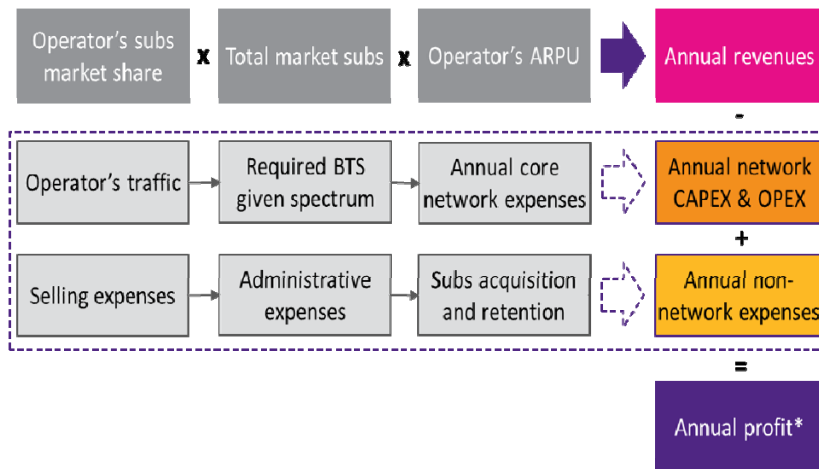 Operator's subs
market share
x
Total market subs
x
Operator's ARPU
Annual revenues
-
Operator's traffic
Required BTS
given spectrum
Annual core
network expenses
Annual network
CAPEX & OPEX
+
Selling expenses
Administrative
expenses
Subs acquisition
and retention
Annual non-
network expenses
=
Annual profit*